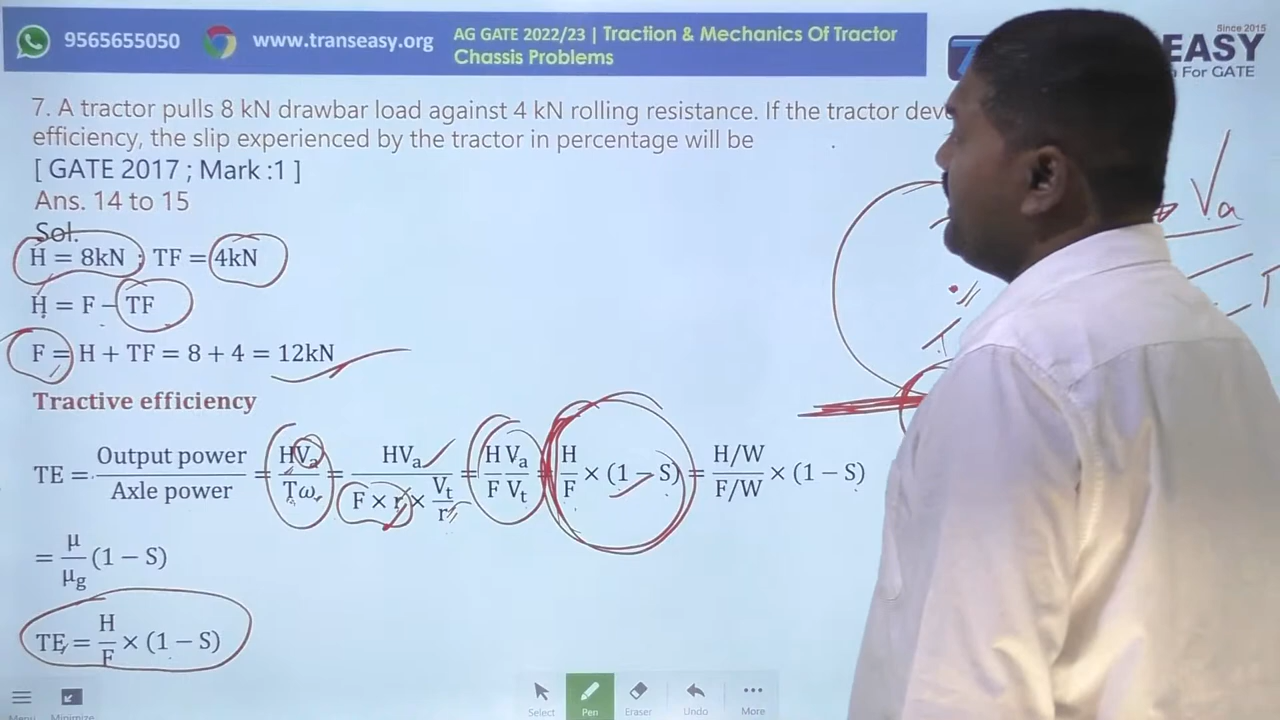 9565655050
www.transeasy.org
AG GATE 2022/23 | Traction & Mechanics Of Tractor
Chassis Problems
Since 2015
EASY
For GATE
7. A tractor pulls 8 kN drawbar load against 4 kN rolling resistance. If the tractor
efficiency, the slip experienced by the tractor in percentage will be
[ GATE 2017 ; Mark :1 ]
Ans. 14 to 15
Sol.
H = 8kN ; TF = 4kN
H = F − TF
F = H + TF = 8 + 4 = 12kN
Tractive efficiency
TE = Output power / Axle power = HVa / Tω = HVa / (F × r × Vt/r) = H Va / F Vt = H/F × (1 − S) = (H/W)/(F/W) × (1 − S)
= μ/μg (1 − S)
TE = H/F × (1 − S)
Va
Menu
Minimize
Select
Pen
Eraser
Undo
More